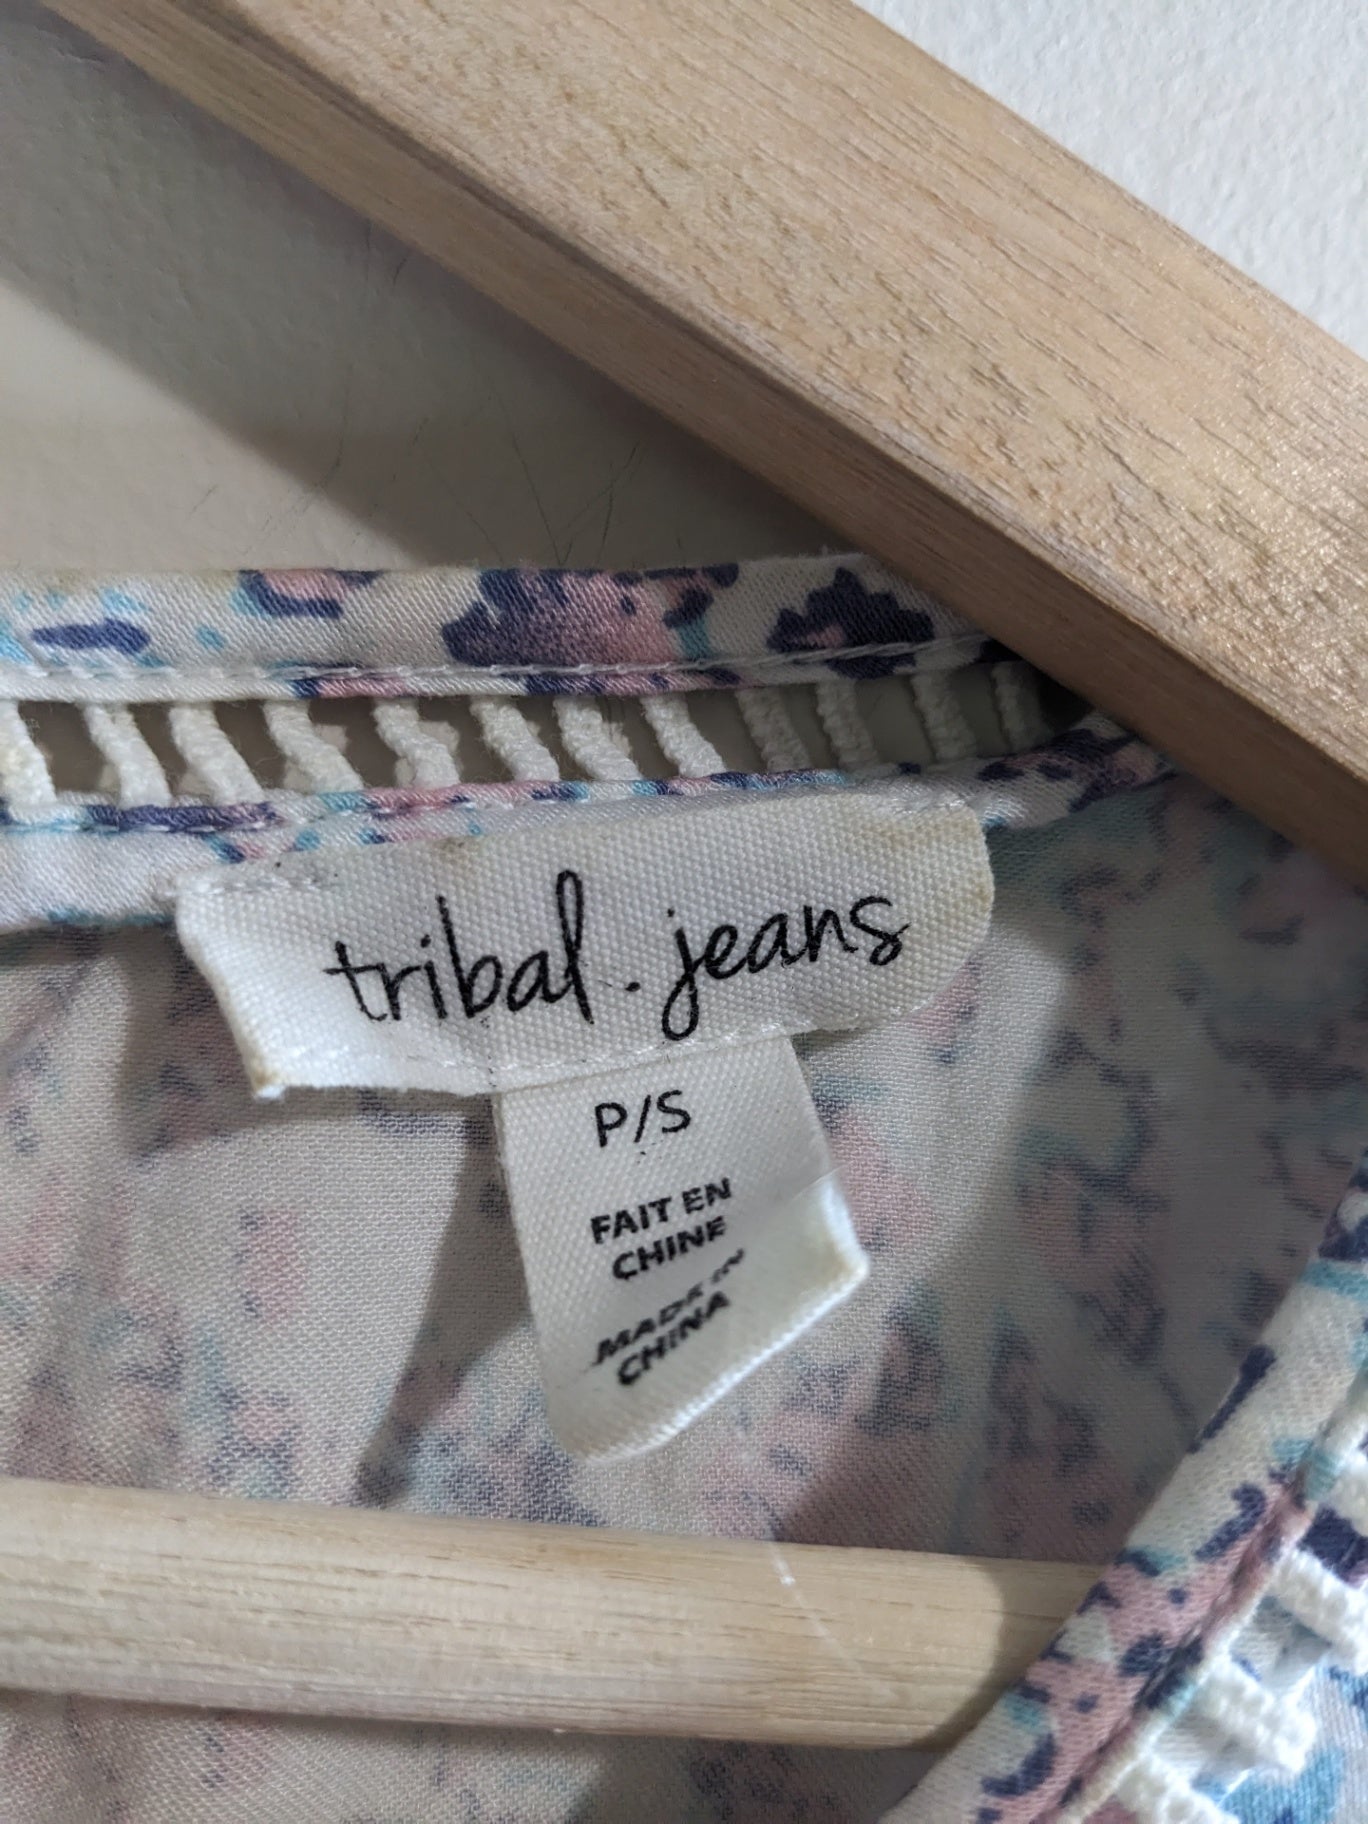 tribal . jeans
P/S
FAIT EN
CHINE
MADE IN
CHINA